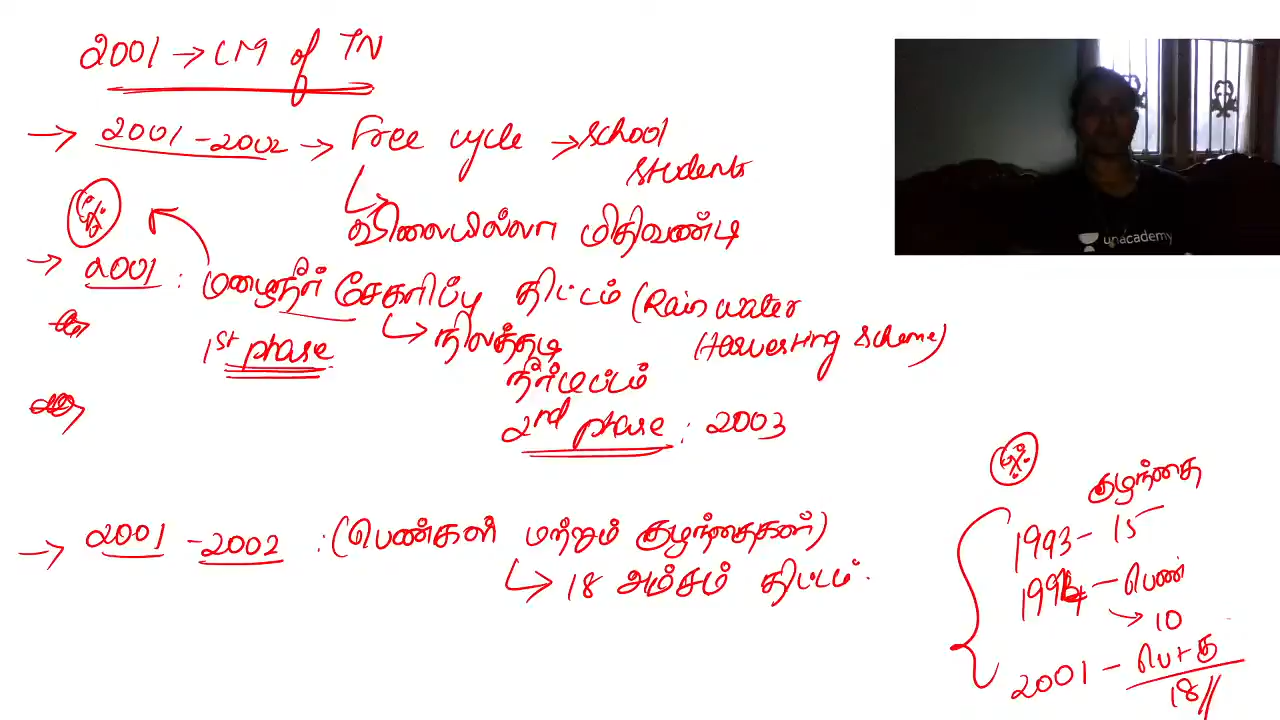 2001 → CM of TN
→ 2001 - 2002 → Free cycle → school
students
விலையில்லா மிதிவண்டி
unacademy
→ 2001 : மழைநீர் சேகரிப்பு திட்டம் (Rain water
Harvesting scheme)
1st phase
நிலத்தடி
நீர்மட்டம்
2nd phase : 2003
→ 2001 - 2002 : (பெண்கள் மற்றும் குழந்தைகள்)
→ 18 அம்சம் திட்டம்.
குழந்தை
1993 - 15
பெண்
→ 10
2001 - பெ + கு
18//